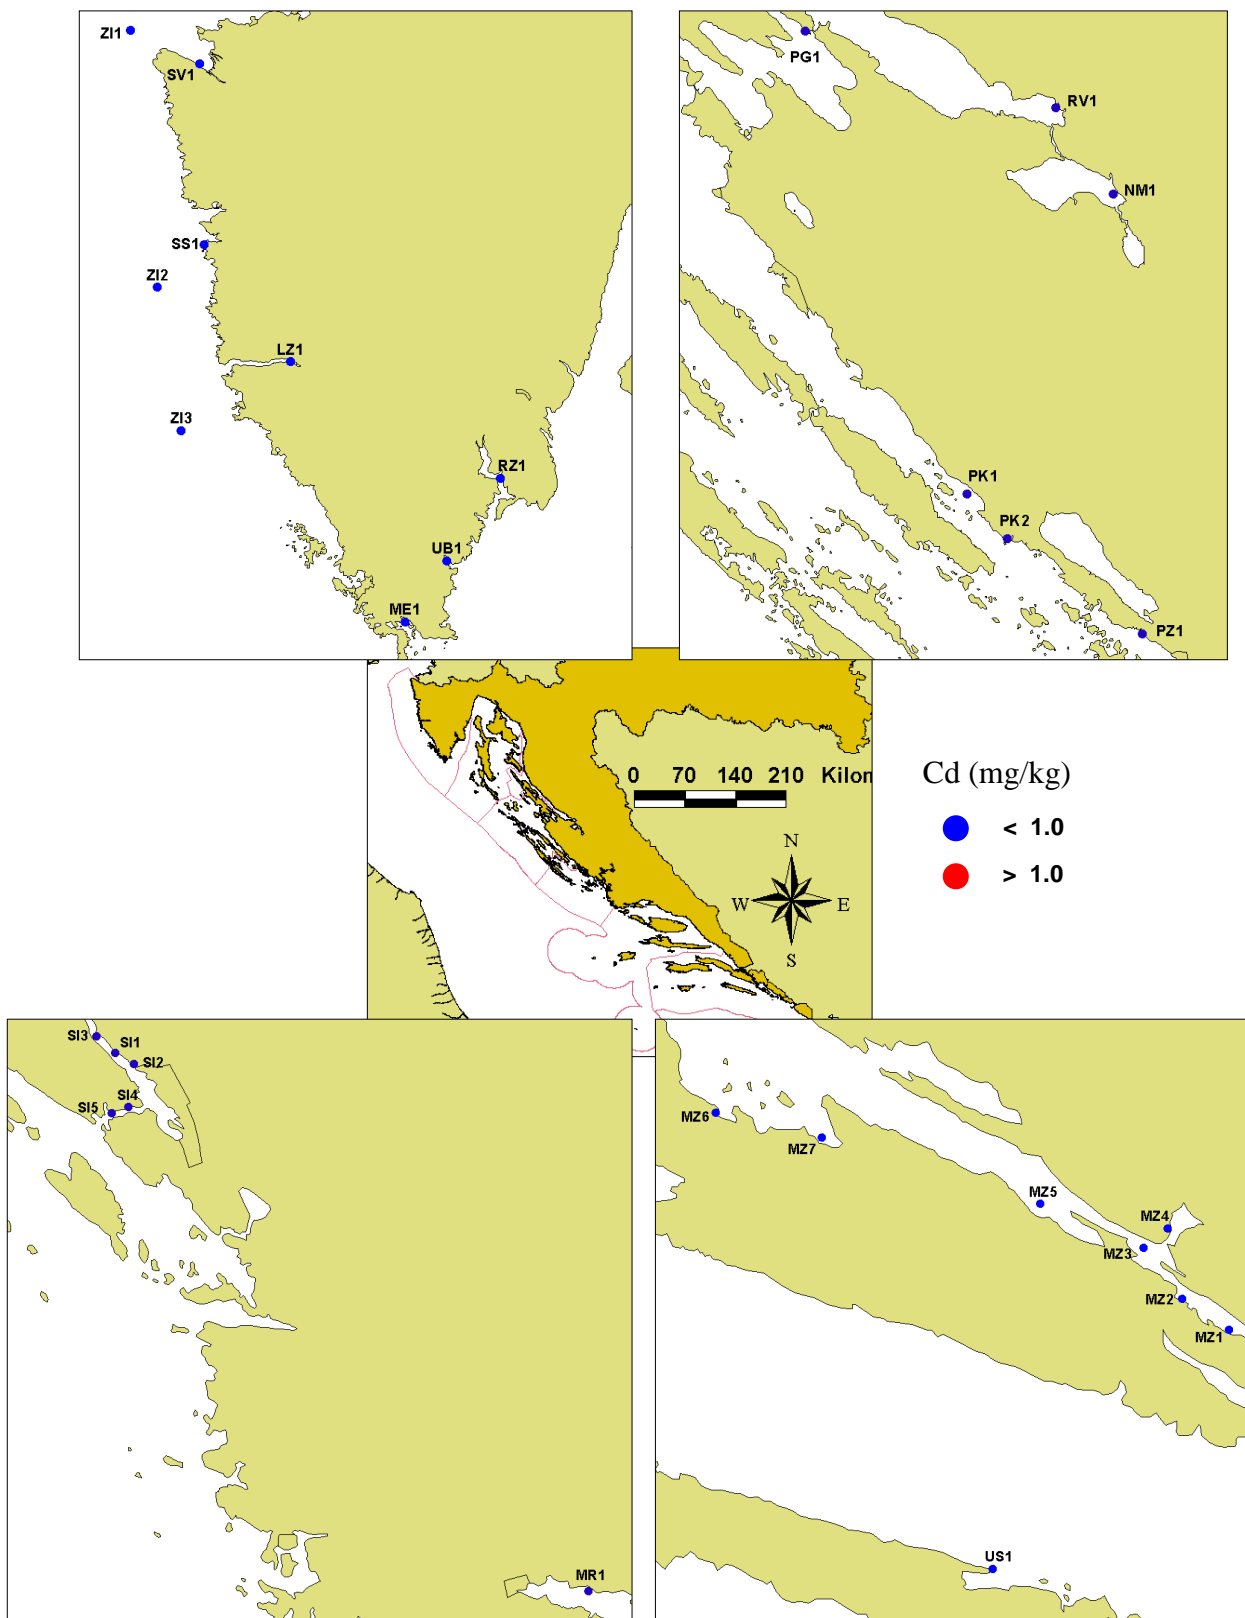 ZI1
SV1
SS1
ZI2
LZ1
ZI3
RZ1
UB1
ME1
PG1
RV1
NM1
PK1
PK2
PZ1
0 70 140 210 Kilon
N
W E
S
Cd (mg/kg)
< 1.0
> 1.0
SI3
SI1
SI2
SI4
SI5
MR1
MZ6
MZ7
MZ5
MZ4
MZ3
MZ2
MZ1
US1